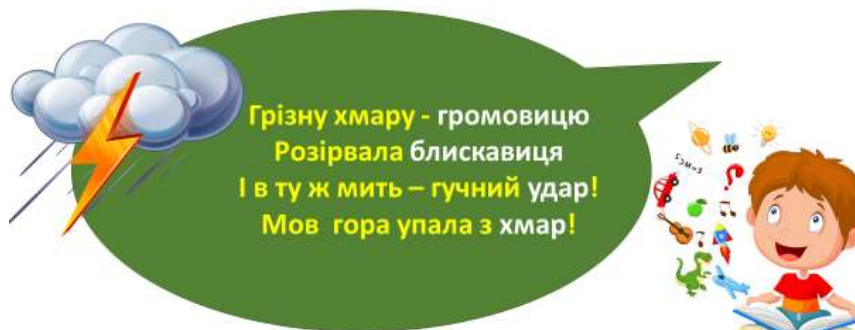 Грізну хмару - громовицю
Розірвала блискавиця
І в ту ж мить – гучний удар!
Мов гора упала з хмар!